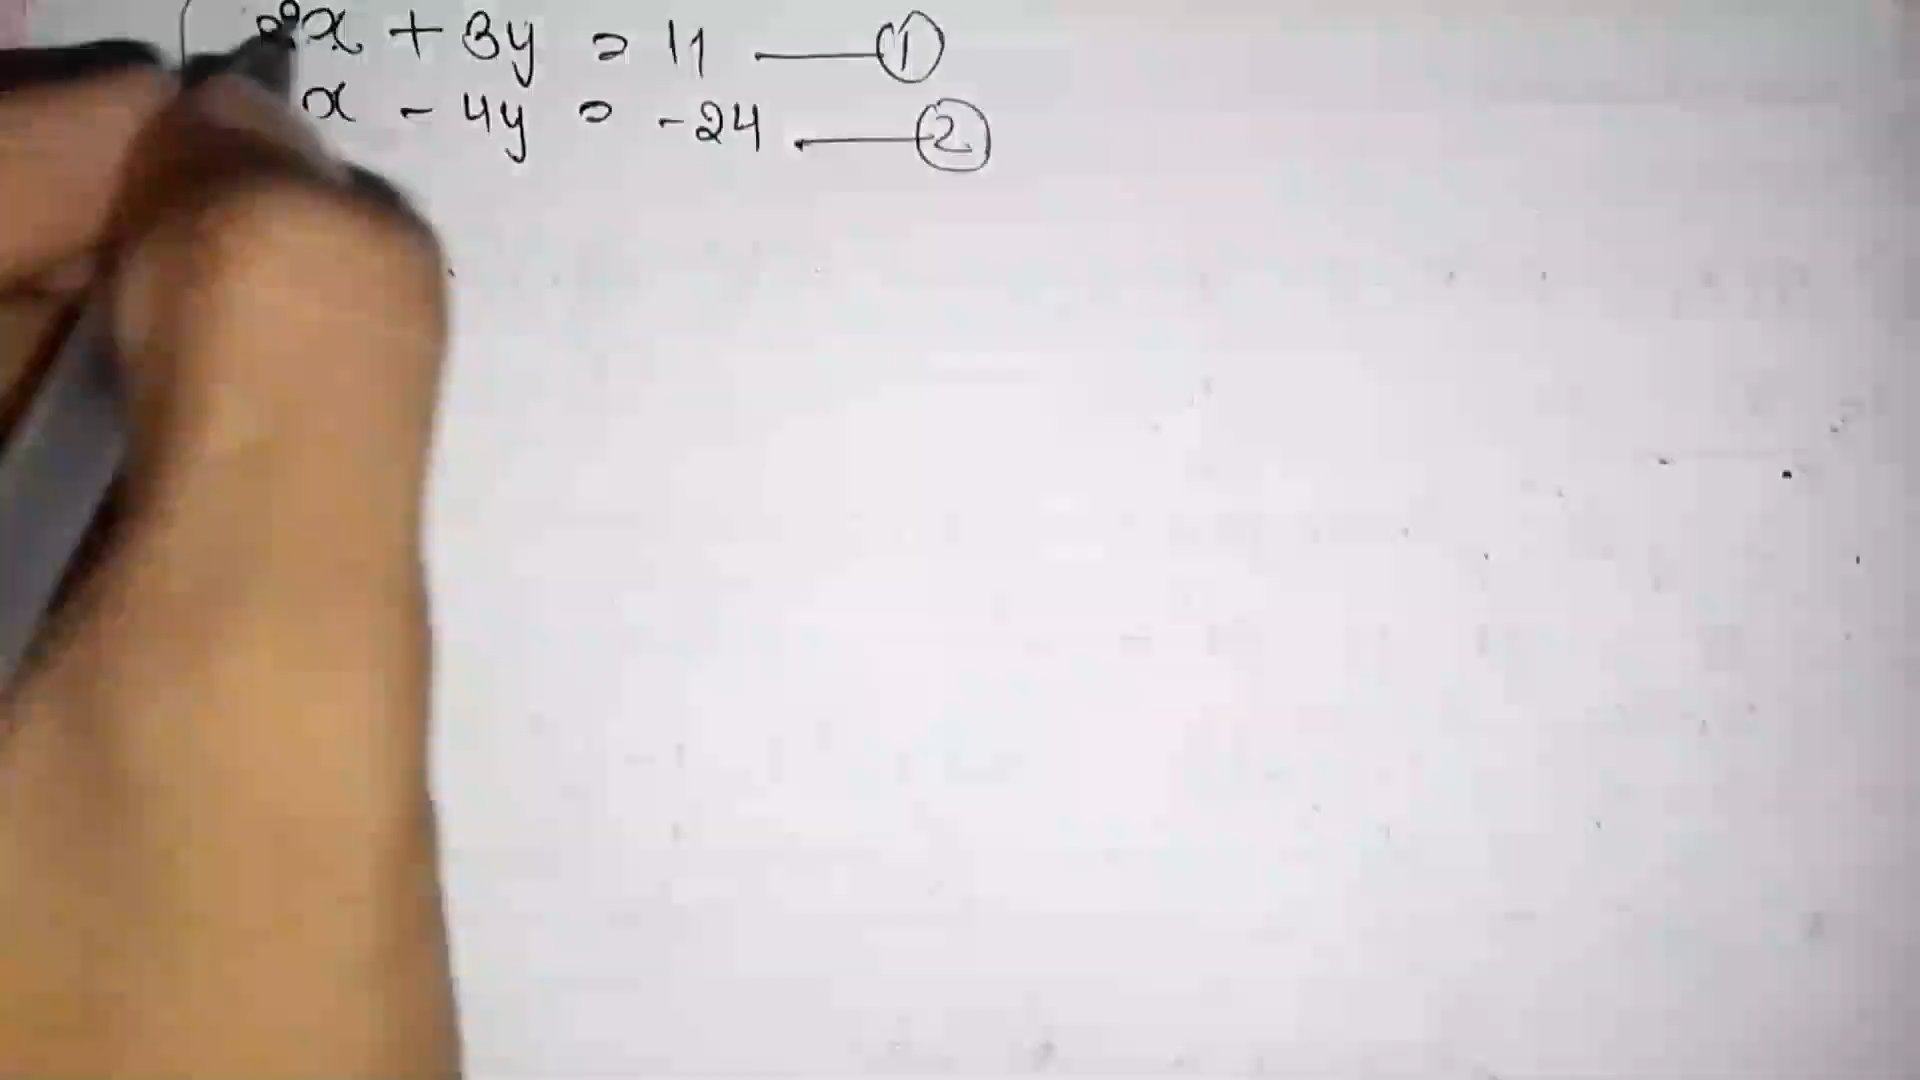 x + 3y = 11 —— ①
x - 4y = -24 —— ②